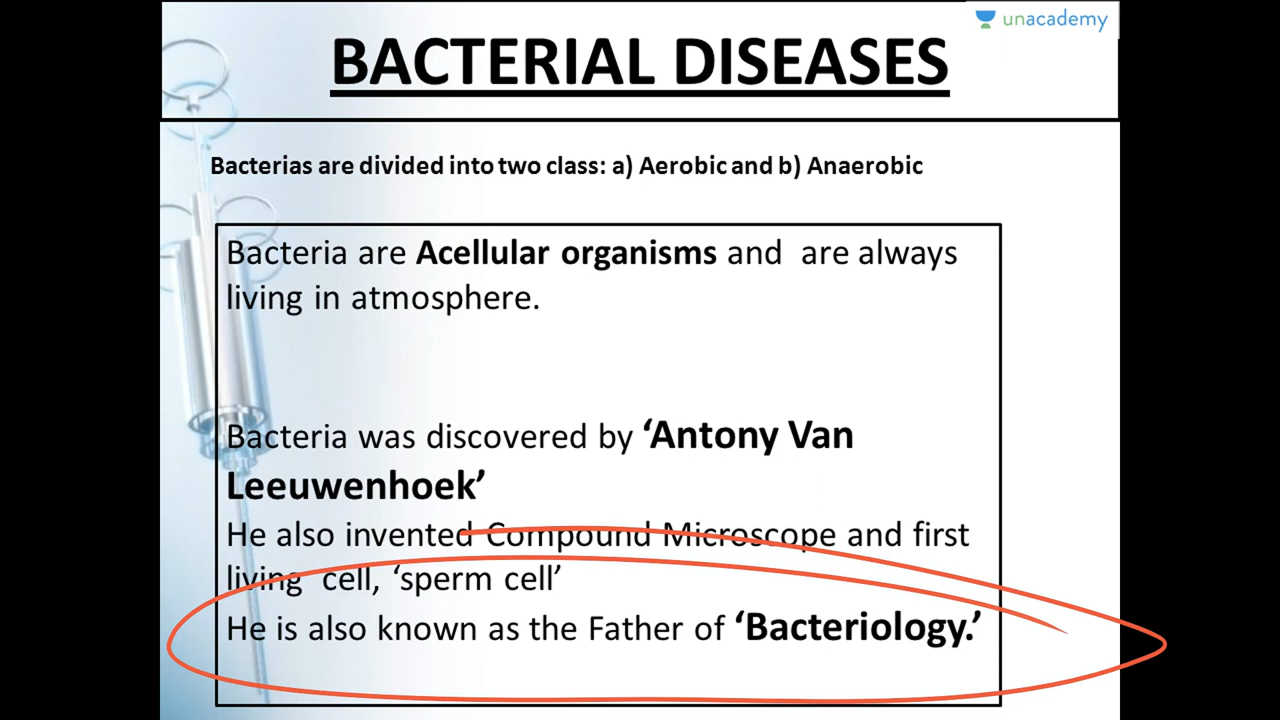 unacademy
BACTERIAL DISEASES
Bacterias are divided into two class: a) Aerobic and b) Anaerobic
Bacteria are Acellular organisms and are always
living in atmosphere.
Bacteria was discovered by ‘Antony Van
Leeuwenhoek’
He also invented Compound Microscope and first
living cell, ‘sperm cell’
He is also known as the Father of ‘Bacteriology.’